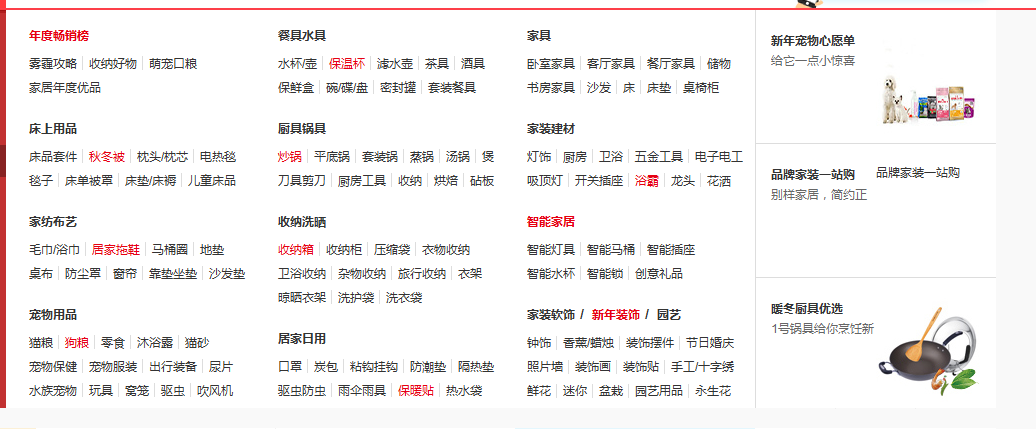 年度畅销榜
雾霾攻略 收纳好物 萌宠口粮
家居年度优品
床上用品
床品套件 秋冬被 枕头/枕芯 电热毯
毯子 床单被罩 床垫/床褥 儿童床品
家纺布艺
毛巾/浴巾 居家拖鞋 马桶圈 地垫
桌布 防尘罩 窗帘 靠垫坐垫 沙发垫
宠物用品
猫粮 狗粮 零食 沐浴露 猫砂
宠物保健 宠物服装 出行装备 尿片
水族宠物 玩具 窝笼 驱虫 吹风机
餐具水具
水杯/壶 保温杯 滤水壶 茶具 酒具
保鲜盒 碗/碟/盘 密封罐 套装餐具
厨具锅具
炒锅 平底锅 套装锅 蒸锅 汤锅 煲
刀具剪刀 厨房工具 收纳 烘焙 砧板
收纳洗晒
收纳箱 收纳柜 压缩袋 衣物收纳
卫浴收纳 杂物收纳 旅行收纳 衣架
晾晒衣架 洗护袋 洗衣袋
居家日用
口罩 炭包 粘钩挂钩 防潮垫 隔热垫
驱虫防虫 雨伞雨具 保暖贴 热水袋
家具
卧室家具 客厅家具 餐厅家具 储物
书房家具 沙发 床 床垫 桌椅柜
家装建材
灯饰 厨房 卫浴 五金工具 电子电工
吸顶灯 开关插座 浴霸 龙头 花洒
智能家居
智能灯具 智能马桶 智能插座
智能水杯 智能锁 创意礼品
家装软饰 / 新年装饰 / 园艺
钟饰 香薰/蜡烛 装饰摆件 节日婚庆
照片墙 装饰画 装饰贴 手工/十字绣
鲜花 迷你 盆栽 园艺用品 永生花
新年宠物心愿单
给它一点小惊喜
品牌家装一站购 品牌家装一站购
别样家居，简约正
暖冬厨具优选
1号锅具给你烹饪新